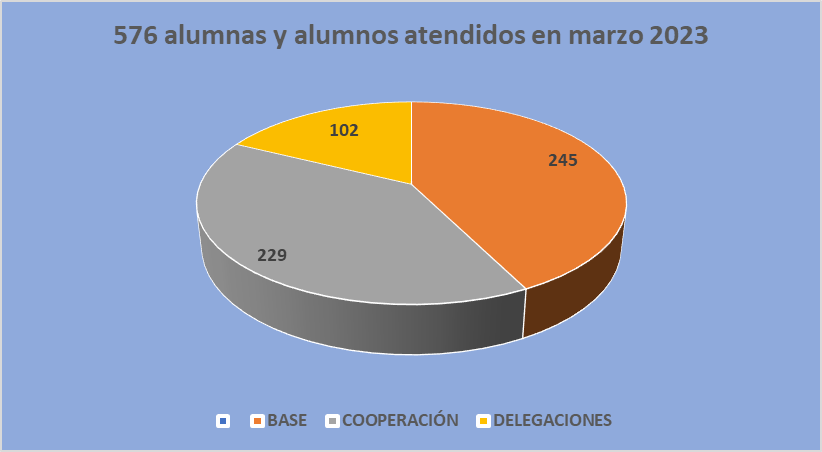 576 alumnas y alumnos atendidos en marzo 2023
102
245
229
BASE COOPERACIÓN DELEGACIONES